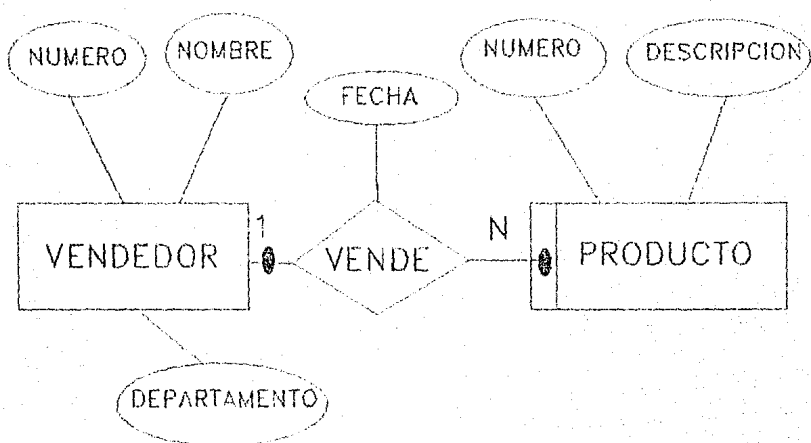 NUMERO
NOMBRE
NUMERO
DESCRIPCION
FECHA
VENDEDOR
1
VENDE
N
PRODUCTO
DEPARTAMENTO